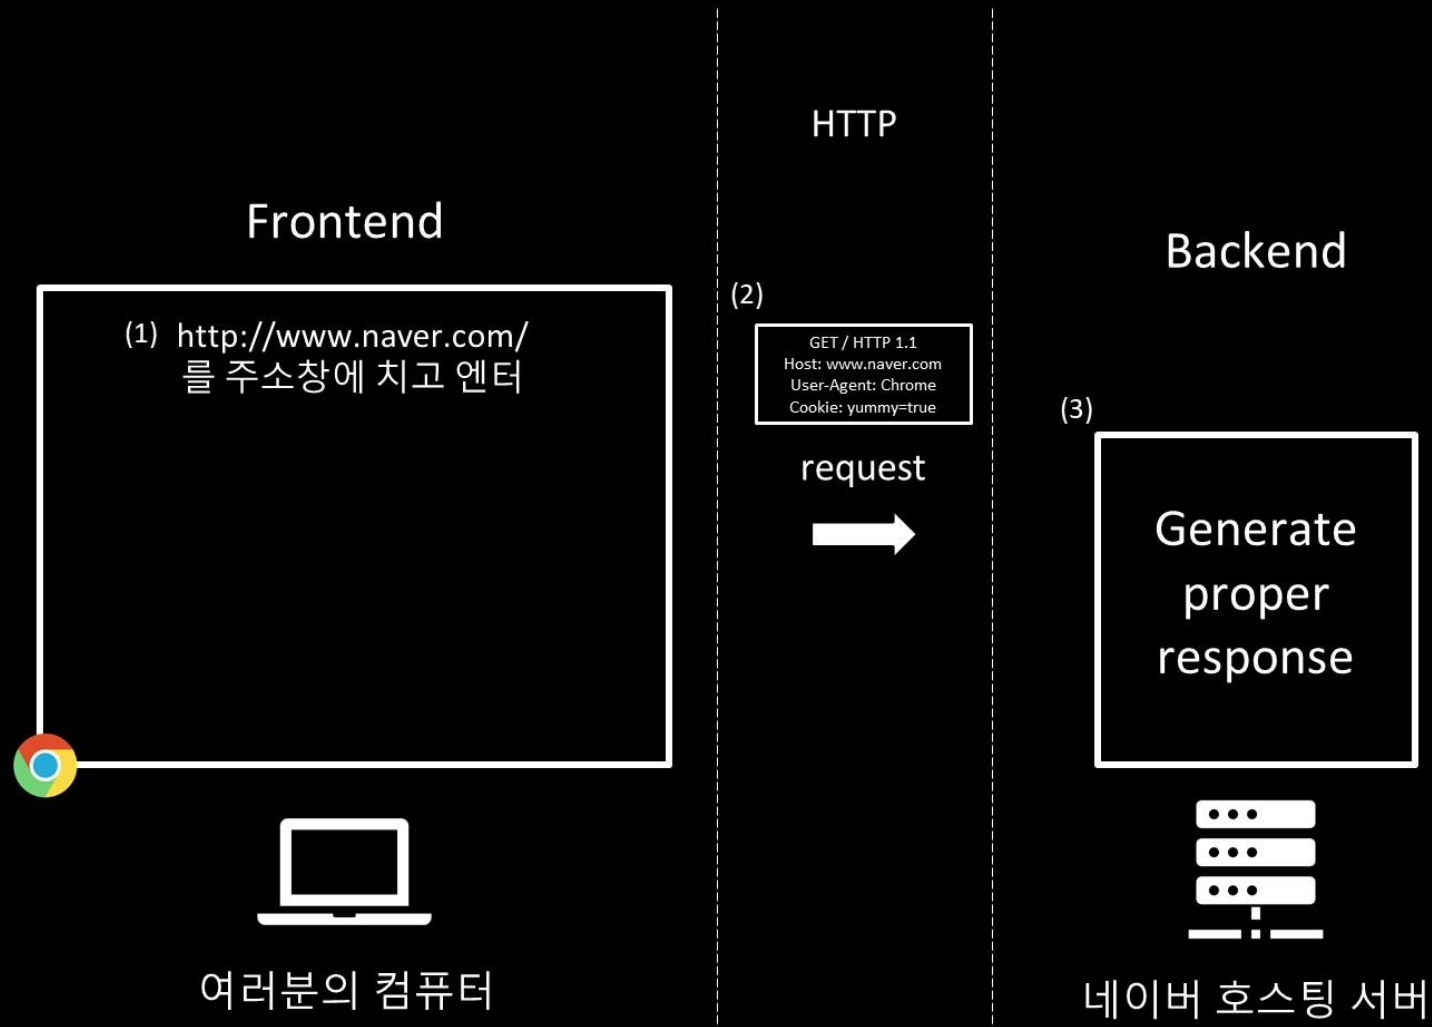 HTTP
Frontend
Backend
(1) http://www.naver.com/
를 주소창에 치고 엔터
(2)
GET / HTTP 1.1
Host: www.naver.com
User-Agent: Chrome
Cookie: yummy=true
request
(3)
Generate
proper
response
여러분의 컴퓨터
네이버 호스팅 서버